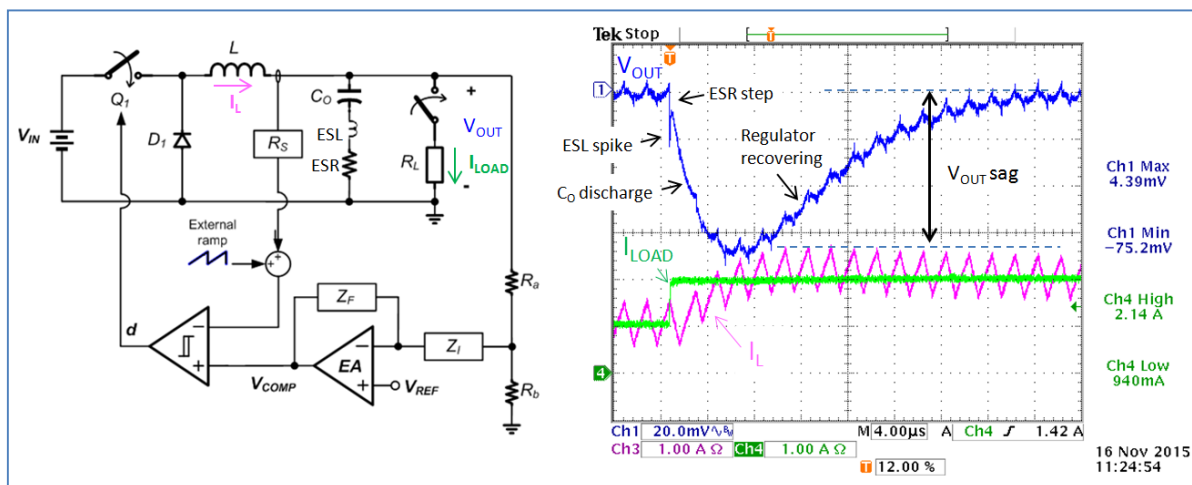 L
I_L
Q_1
V_IN
D_1
R_S
C_O
ESL
ESR
+
V_OUT
R_L
I_LOAD
-
External
ramp
+
+
d
−
+
V_COMP
Z_F
−
EA
+
Z_I
V_REF
R_a
R_b
Tek Stop
T
T
V_OUT
1
ESR step
ESL spike
Regulator
recovering
C_O discharge
V_OUT sag
I_LOAD
I_L
4
Ch1 Max
4.39mV
Ch1 Min
−75.2mV
Ch4 High
2.14 A
Ch4 Low
940mA
Ch1 20.0mV∿B_W M 4.00µs A Ch4 ∫ 1.42 A
Ch3 1.00 A Ω Ch4 1.00 A Ω
T 12.00 %
16 Nov 2015
11:24:54